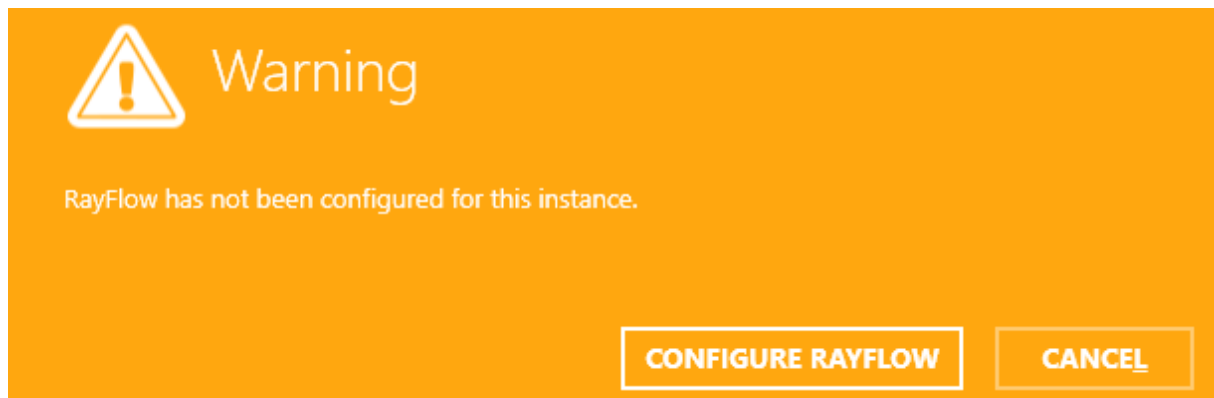 Warning
RayFlow has not been configured for this instance.
CONFIGURE RAYFLOW
CANCEL